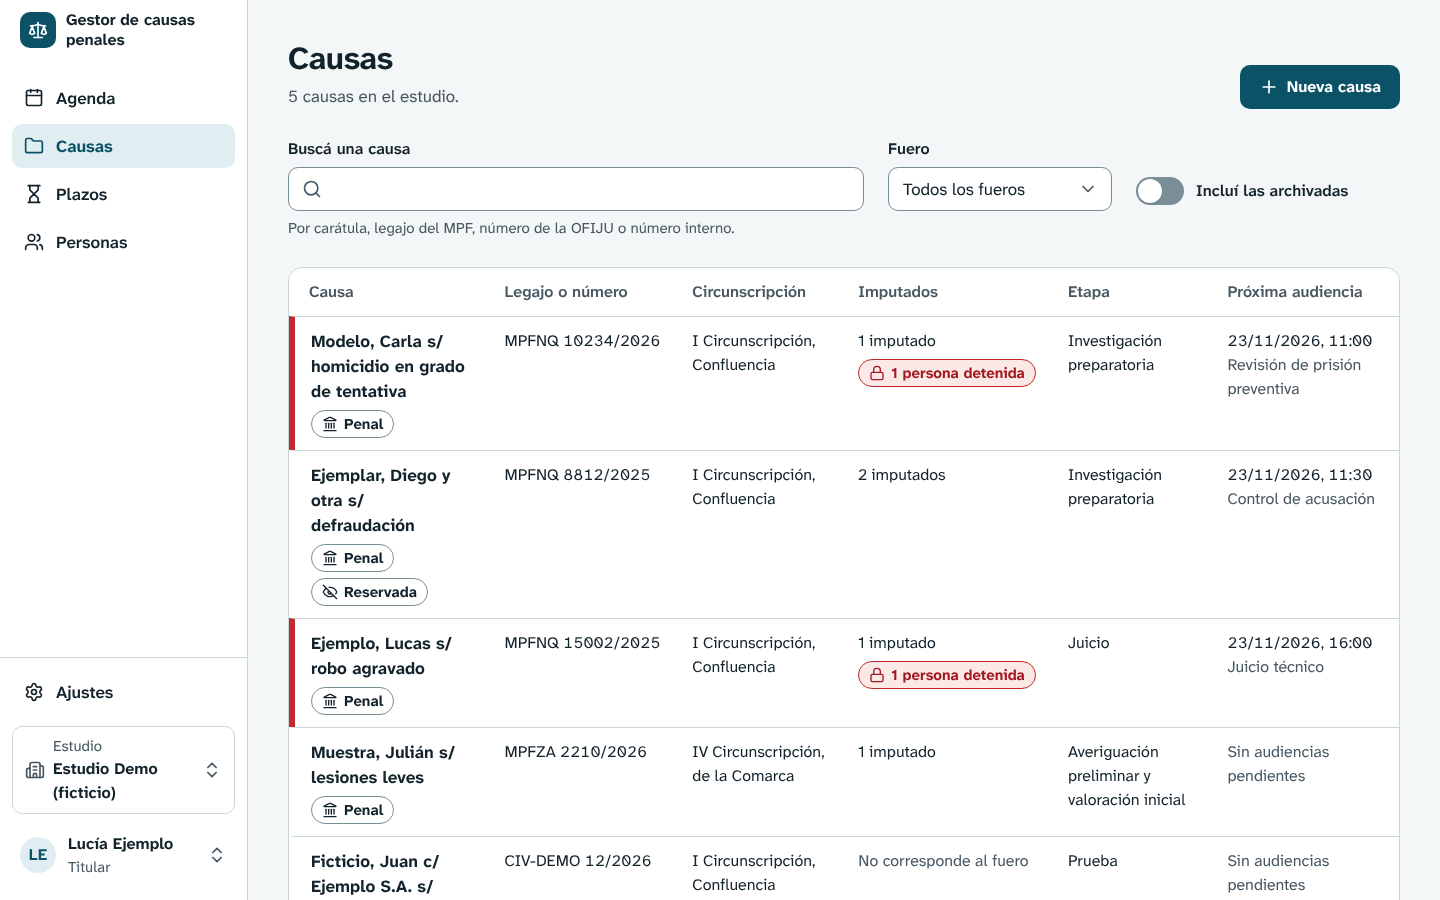 Gestor de causas
penales
Agenda
Causas
Plazos
Personas
Ajustes
Estudio
Estudio Demo
(ficticio)
LE
Lucía Ejemplo
Titular
Causas
5 causas en el estudio.
Nueva causa
Buscá una causa
Por carátula, legajo del MPF, número de la OFIJU o número interno.
Fuero
Todos los fueros
Incluí las archivadas
Causa Legajo o número Circunscripción Imputados Etapa Próxima audiencia
Modelo, Carla s/
homicidio en grado
de tentativa
Penal
MPFNQ 10234/2026
I Circunscripción,
Confluencia
1 imputado
1 persona detenida
Investigación
preparatoria
23/11/2026, 11:00
Revisión de prisión
preventiva
Ejemplar, Diego y
otra s/
defraudación
Penal
Reservada
MPFNQ 8812/2025
I Circunscripción,
Confluencia
2 imputados
Investigación
preparatoria
23/11/2026, 11:30
Control de acusación
Ejemplo, Lucas s/
robo agravado
Penal
MPFNQ 15002/2025
I Circunscripción,
Confluencia
1 imputado
1 persona detenida
Juicio
23/11/2026, 16:00
Juicio técnico
Muestra, Julián s/
lesiones leves
Penal
MPFZA 2210/2026
IV Circunscripción,
de la Comarca
1 imputado
Averiguación
preliminar y
valoración inicial
Sin audiencias
pendientes
Ficticio, Juan c/
Ejemplo S.A. s/
CIV-DEMO 12/2026
I Circunscripción,
Confluencia
No corresponde al fuero
Prueba
Sin audiencias
pendientes